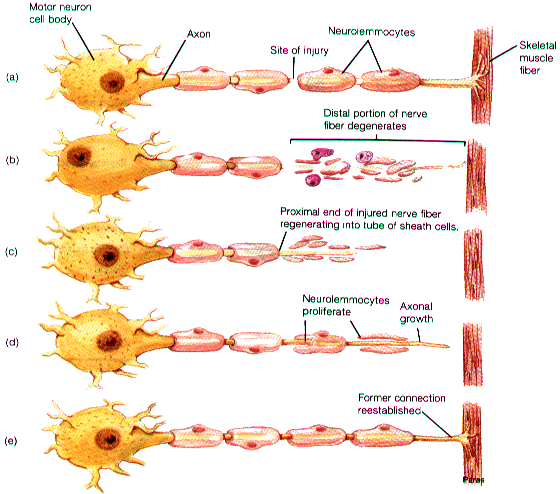 Motor neuron
cell body
Axon
Neurolemmocytes
Site of injury
Skeletal
muscle
fiber
(a)
Distal portion of nerve
fiber degenerates
(b)
Proximal end of injured nerve fiber
regenerating into tube of sheath cells.
(c)
Neurolemmocytes
proliferate
Axonal
growth
(d)
Former connection
reestablished
(e)